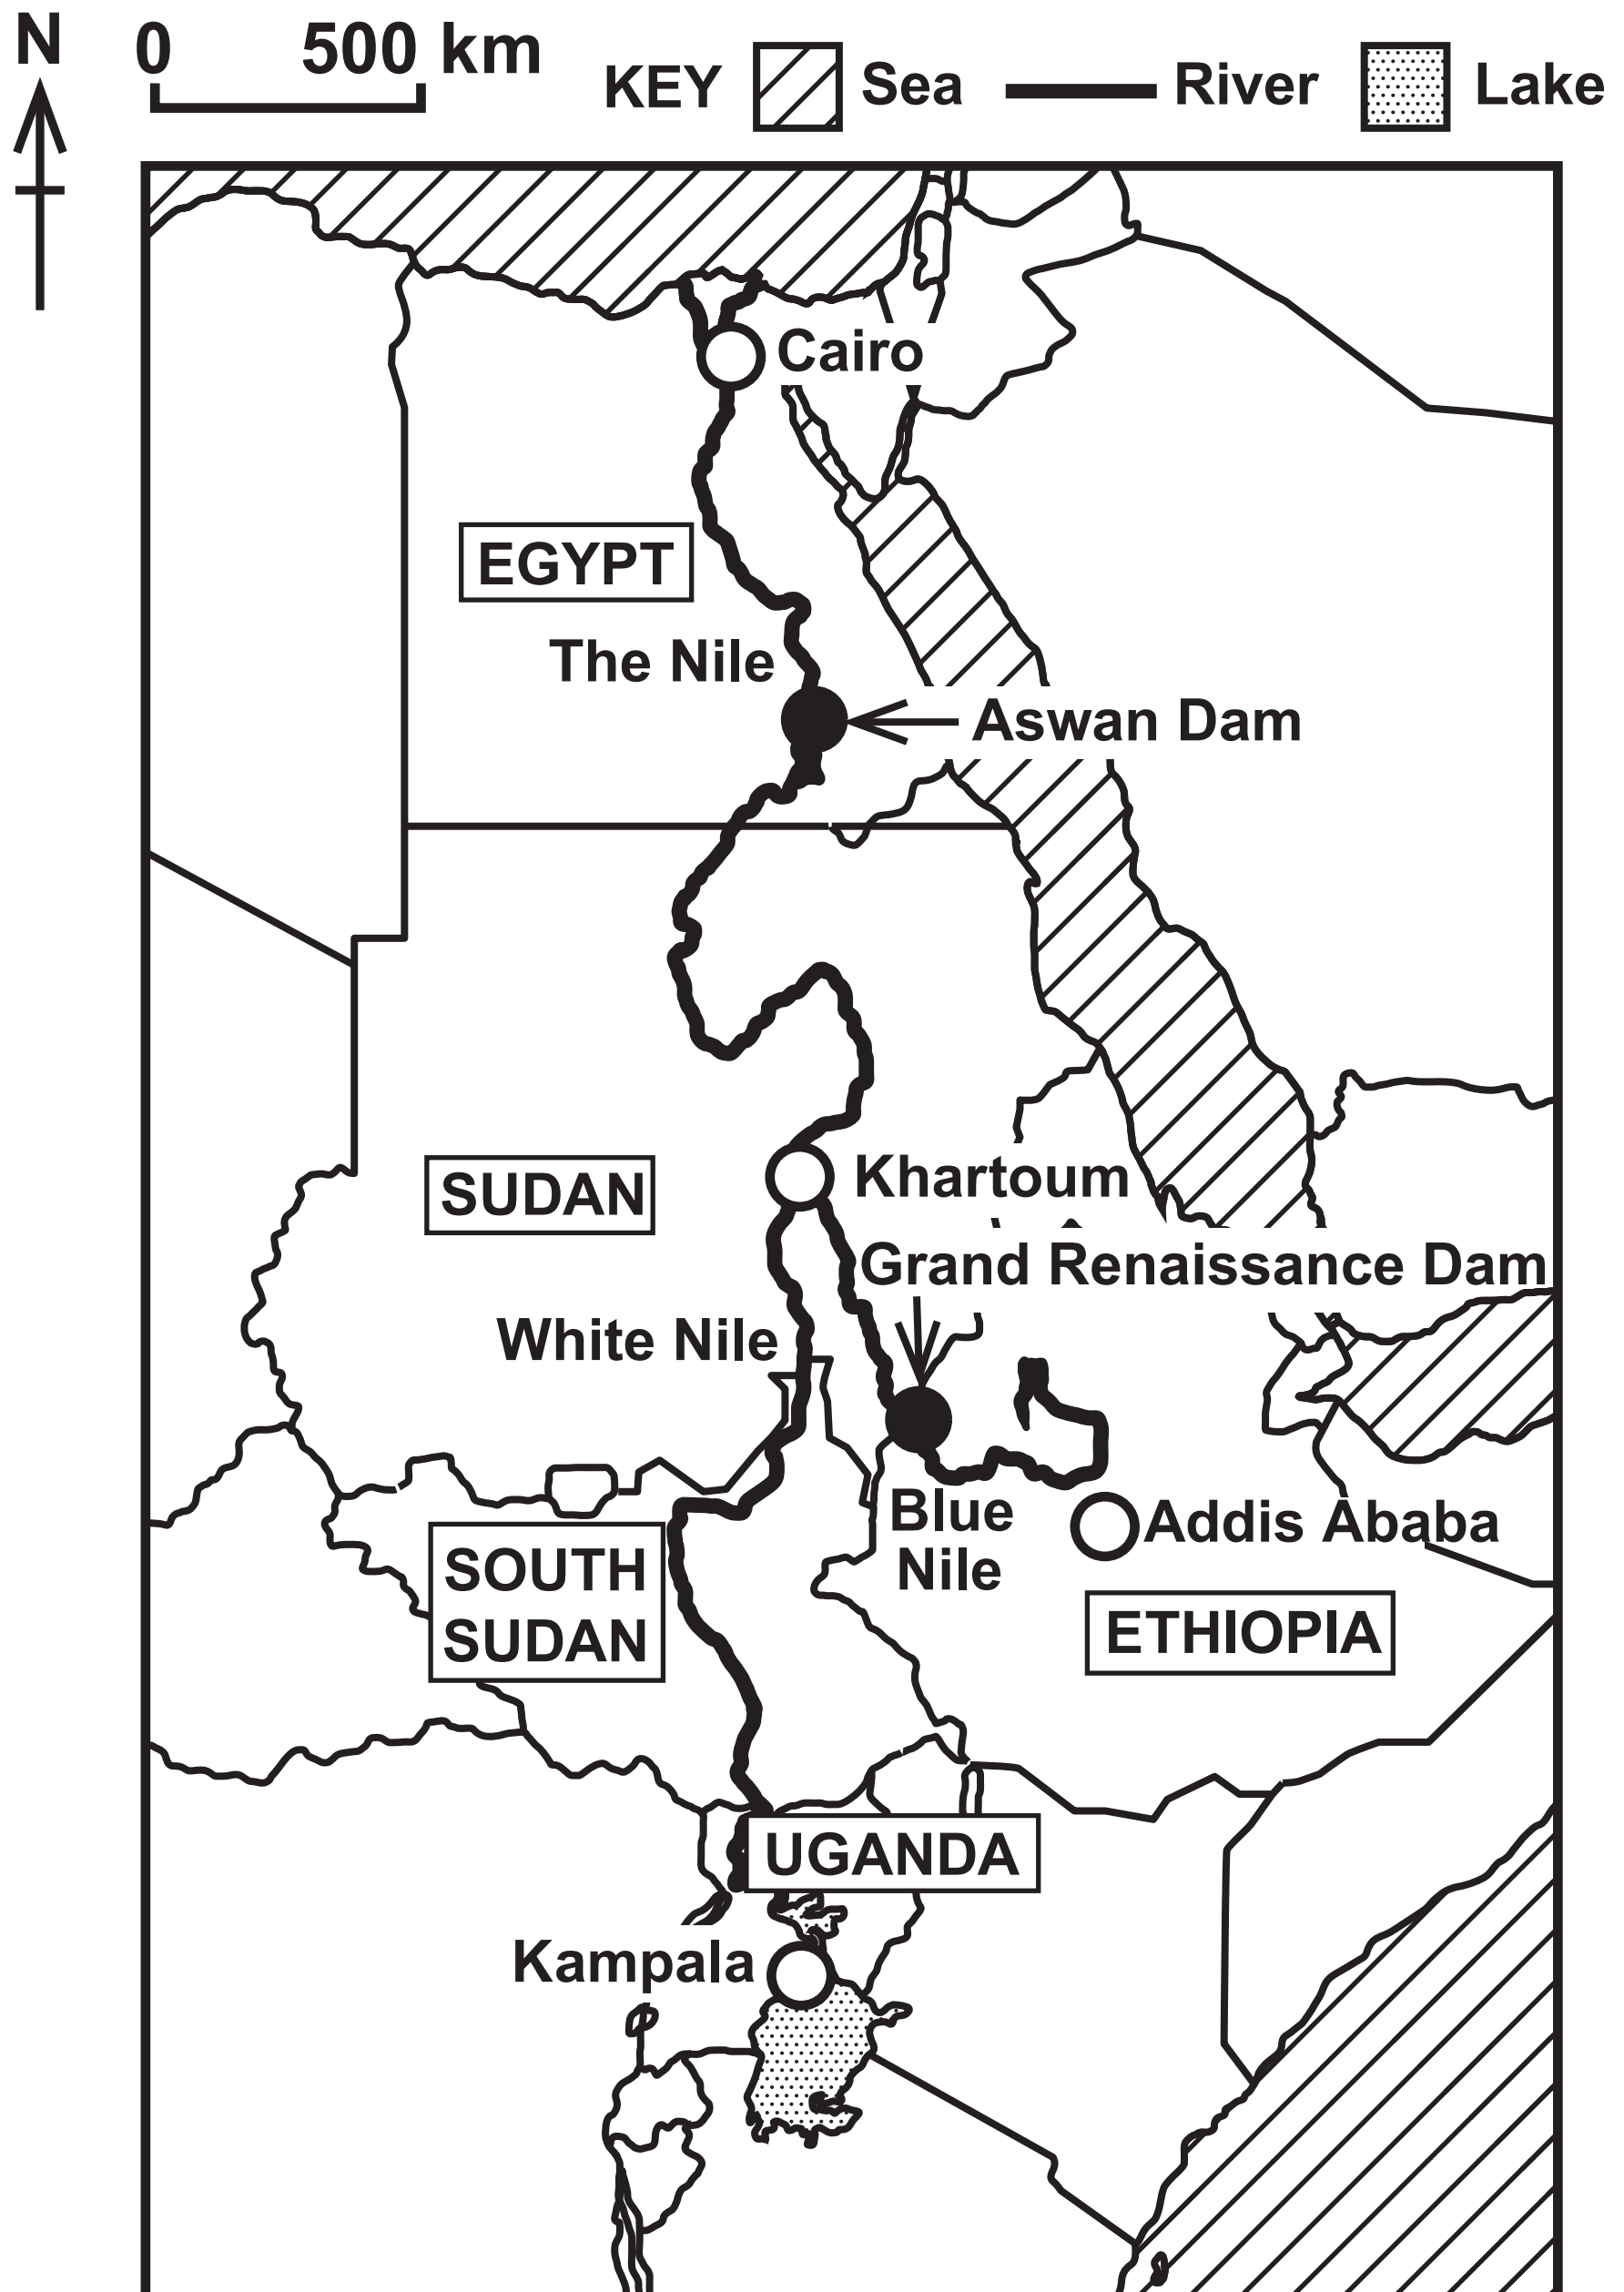 N
0 500 km
KEY Sea River Lake
Cairo
EGYPT
The Nile
Aswan Dam
Khartoum
SUDAN
Grand Renaissance Dam
White Nile
Blue
Nile
Addis Ababa
SOUTH
SUDAN
ETHIOPIA
UGANDA
Kampala